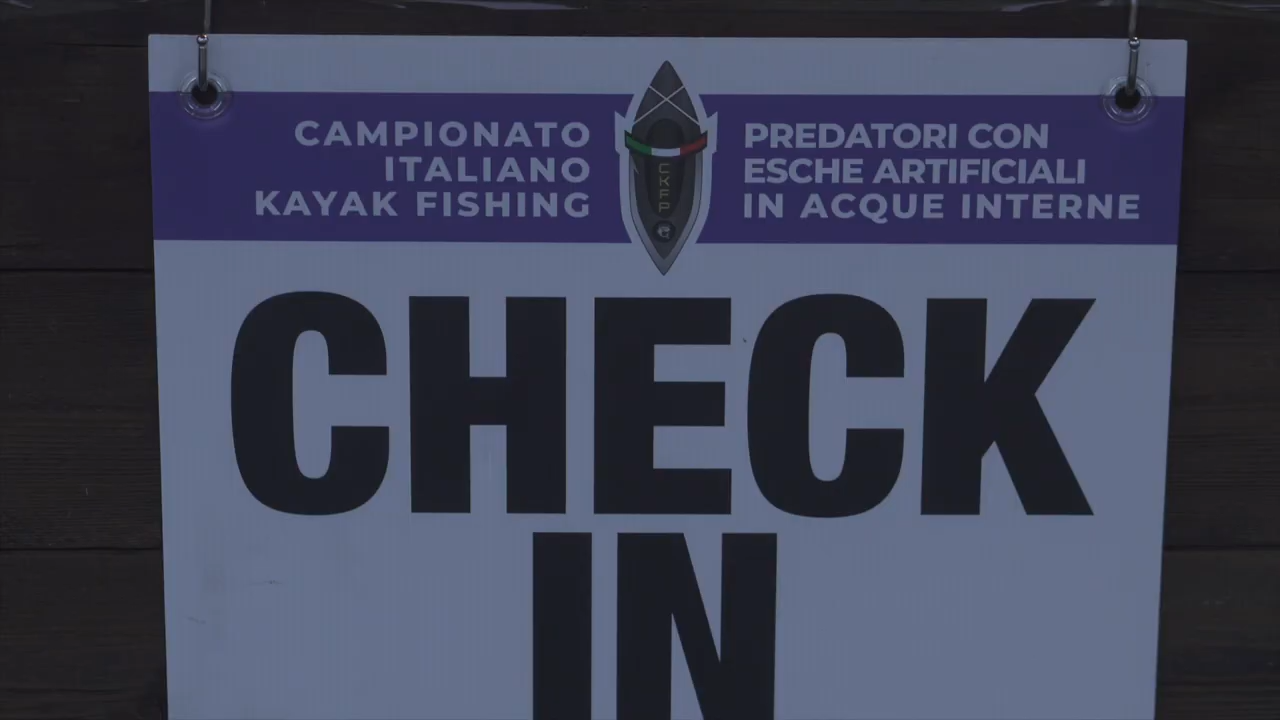 CAMPIONATO
ITALIANO
KAYAK FISHING
CKFP
PREDATORI CON
ESCHE ARTIFICIALI
IN ACQUE INTERNE
CHECK
IN